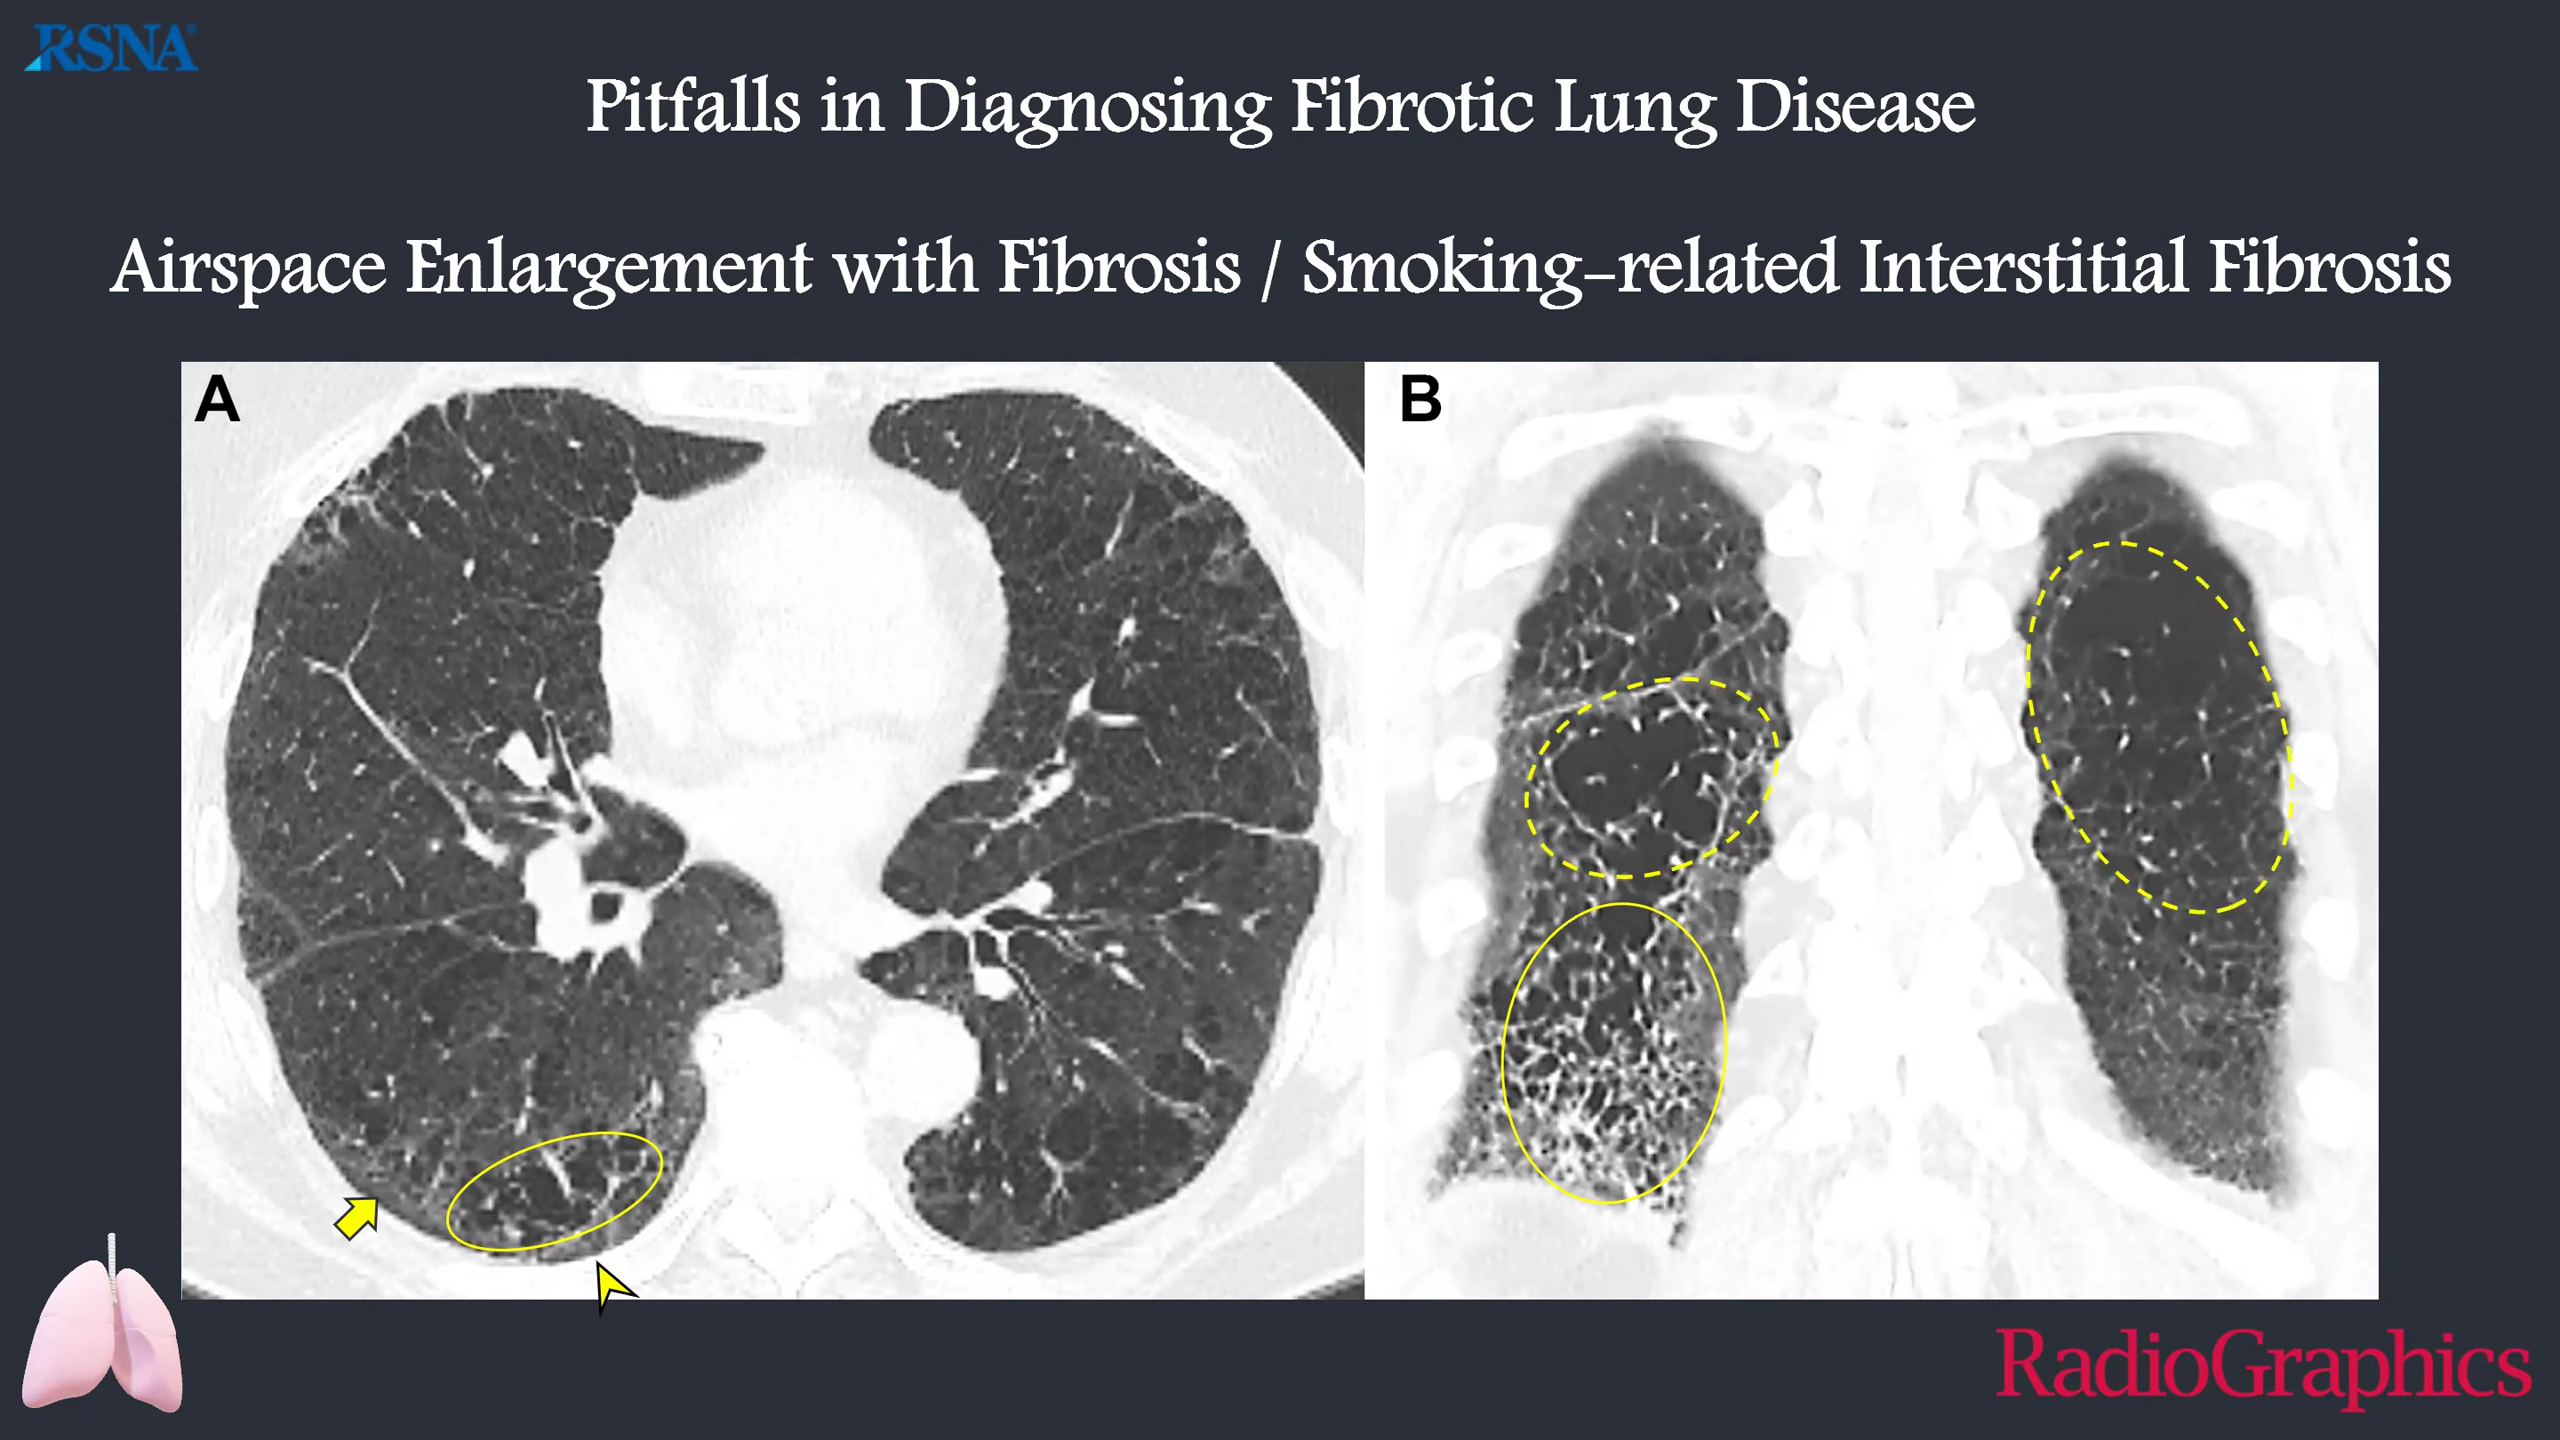 RSNA®
Pitfalls in Diagnosing Fibrotic Lung Disease
Airspace Enlargement with Fibrosis / Smoking-related Interstitial Fibrosis
A
B
RadioGraphics